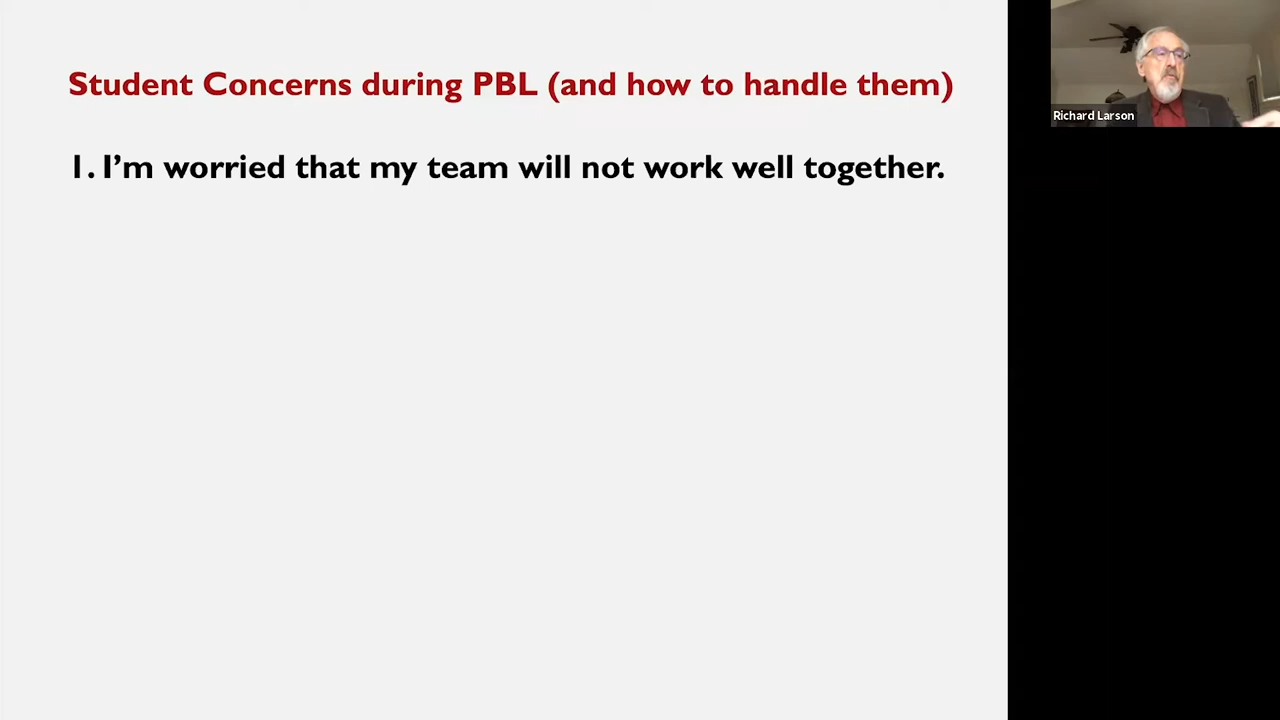 Student Concerns during PBL (and how to handle them)
1. I’m worried that my team will not work well together.
Richard Larson